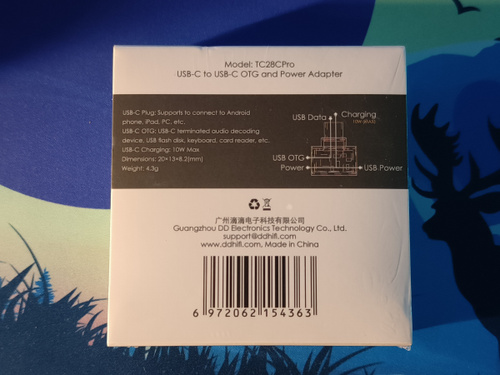 Model: TC28CPro
USB-C to USB-C OTG and Power Adapter
USB-C Plug: Supports to connect to Android
phone, iPad, PC, etc.
USB-C OTG: USB-C terminated audio decoding
device, USB flash disk, keyboard, card reader, etc.
USB-C Charging: 10W Max
Dimensions: 20*13*8.2(mm)
Weight: 4.3g
USB Data
Charging
10W (MAX)
USB OTG
Power
USB Power
广州滴滴电子科技有限公司
Guangzhou DD Electronics Technology Co., Ltd.
support@ddhifi.com
www.ddhifi.com, Made in China
6 972062 154363